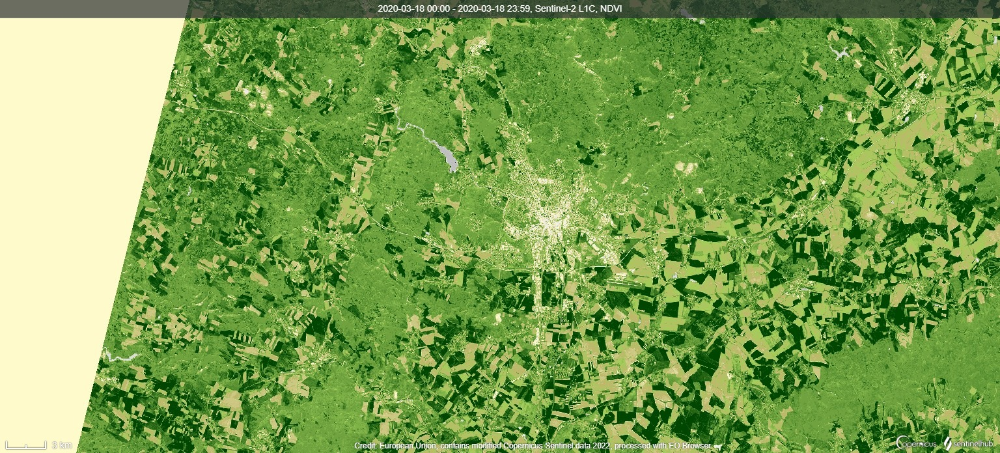 2020-03-18 00:00 - 2020-03-18 23:59, Sentinel-2 L1C, NDVI
3 km
Credit: European Union, contains modified Copernicus Sentinel data 2022, processed with EO Browser
opernicus
sentinelhub